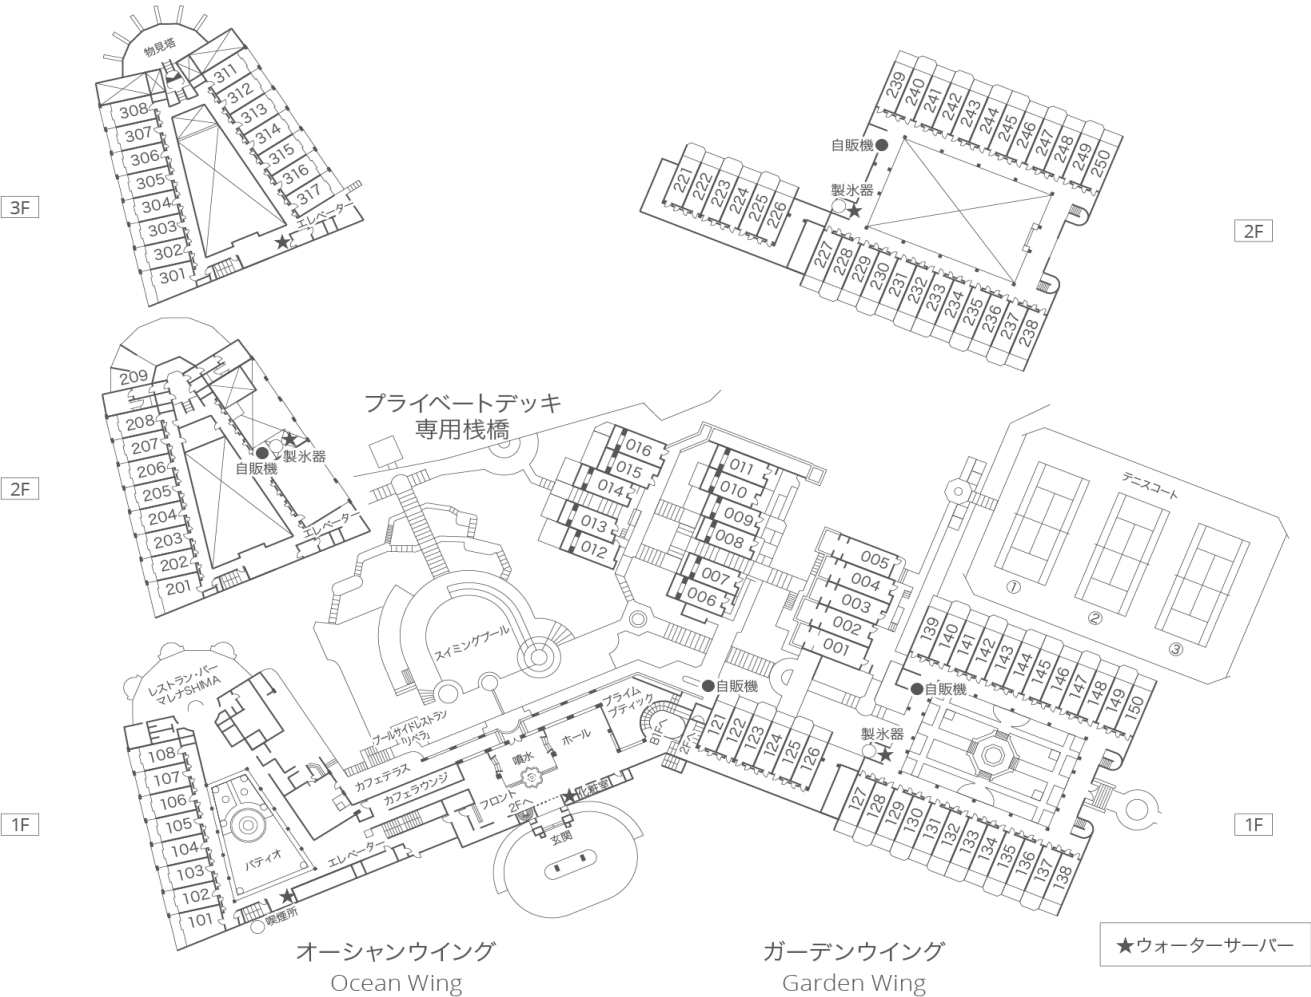 3F
物見塔
308
307
306
305
304
303
302
301
311
312
313
314
315
316
317
エレベーター
2F
239
240
241
242
243
244
245
246
247
248
249
250
自販機
製氷器
★
221
222
223
224
225
226
227
228
229
230
231
232
233
234
235
236
237
238
2F
209
208
207
206
205
204
203
202
201
自販機
製氷器
エレベーター
プライベートデッキ
専用桟橋
016
015
014
013
012
011
010
009
008
007
006
005
004
003
002
001
テニスコート
①
②
③
スイミングプール
1F
レストラン・バー
マレナSHIMA
108
107
106
105
104
103
102
101
パティオ
喫煙所
エレベーター
プールサイドレストラン
「リベラ」
カフェテラス
カフェラウンジ
噴水
ホール
プライム
ブティック
フロント
2Fへ
化粧室
玄関
B1Fへ
2Fへ
自販機
121
122
123
124
125
126
自販機
製氷器
139
140
141
142
143
144
145
146
147
148
149
150
127
128
129
130
131
132
133
134
135
136
137
138
1F
オーシャンウイング
Ocean Wing
ガーデンウイング
Garden Wing
★ウォーターサーバー